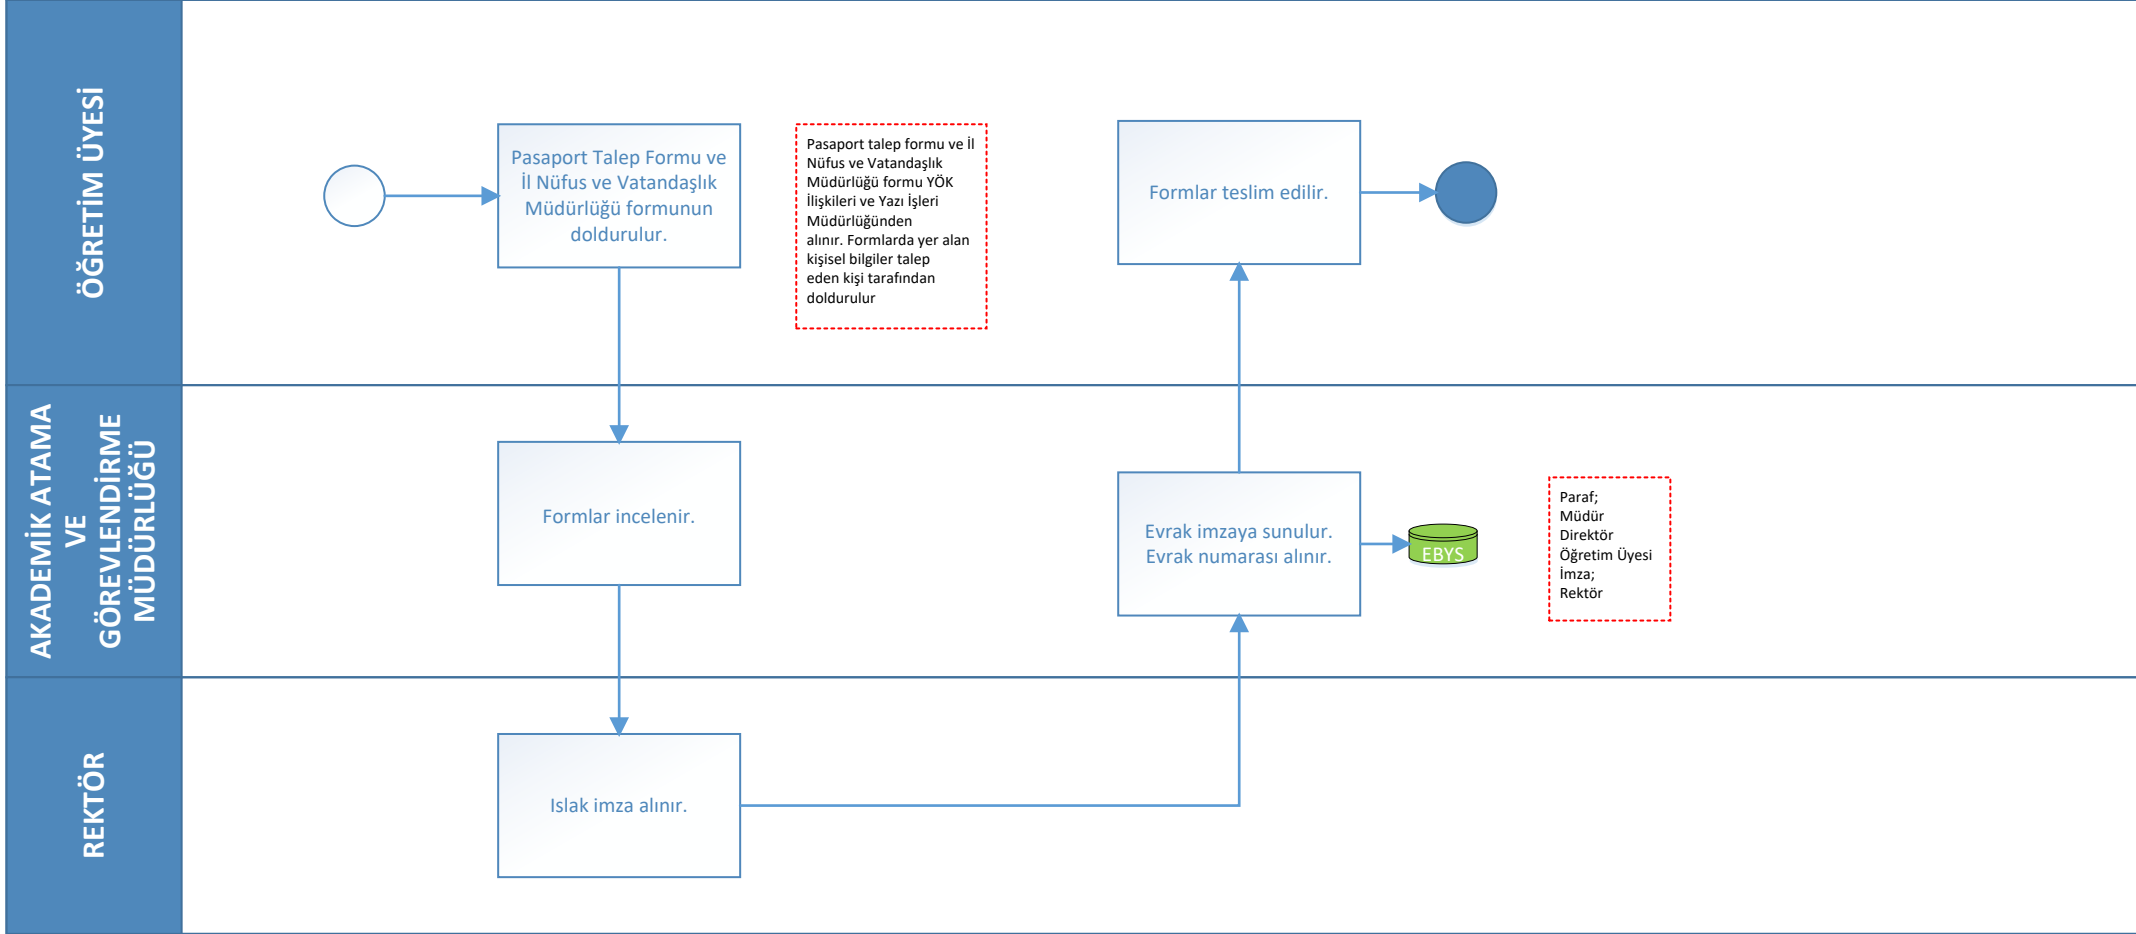 ÖĞRETİM ÜYESİ
Pasaport Talep Formu ve
İl Nüfus ve Vatandaşlık
Müdürlüğü formunun
doldurulur.
Pasaport talep formu ve İl
Nüfus ve Vatandaşlık
Müdürlüğü formu YÖK
İlişkileri ve Yazı İşleri
Müdürlüğünden
alınır. Formlarda yer alan
kişisel bilgiler talep
eden kişi tarafından
doldurulur
Formlar teslim edilir.
AKADEMİK ATAMA
VE
GÖREVLENDİRME
MÜDÜRLÜĞÜ
Formlar incelenir.
Evrak imzaya sunulur.
Evrak numarası alınır.
EBYS
Paraf;
Müdür
Direktör
Öğretim Üyesi
İmza;
Rektör
REKTÖR
Islak imza alınır.